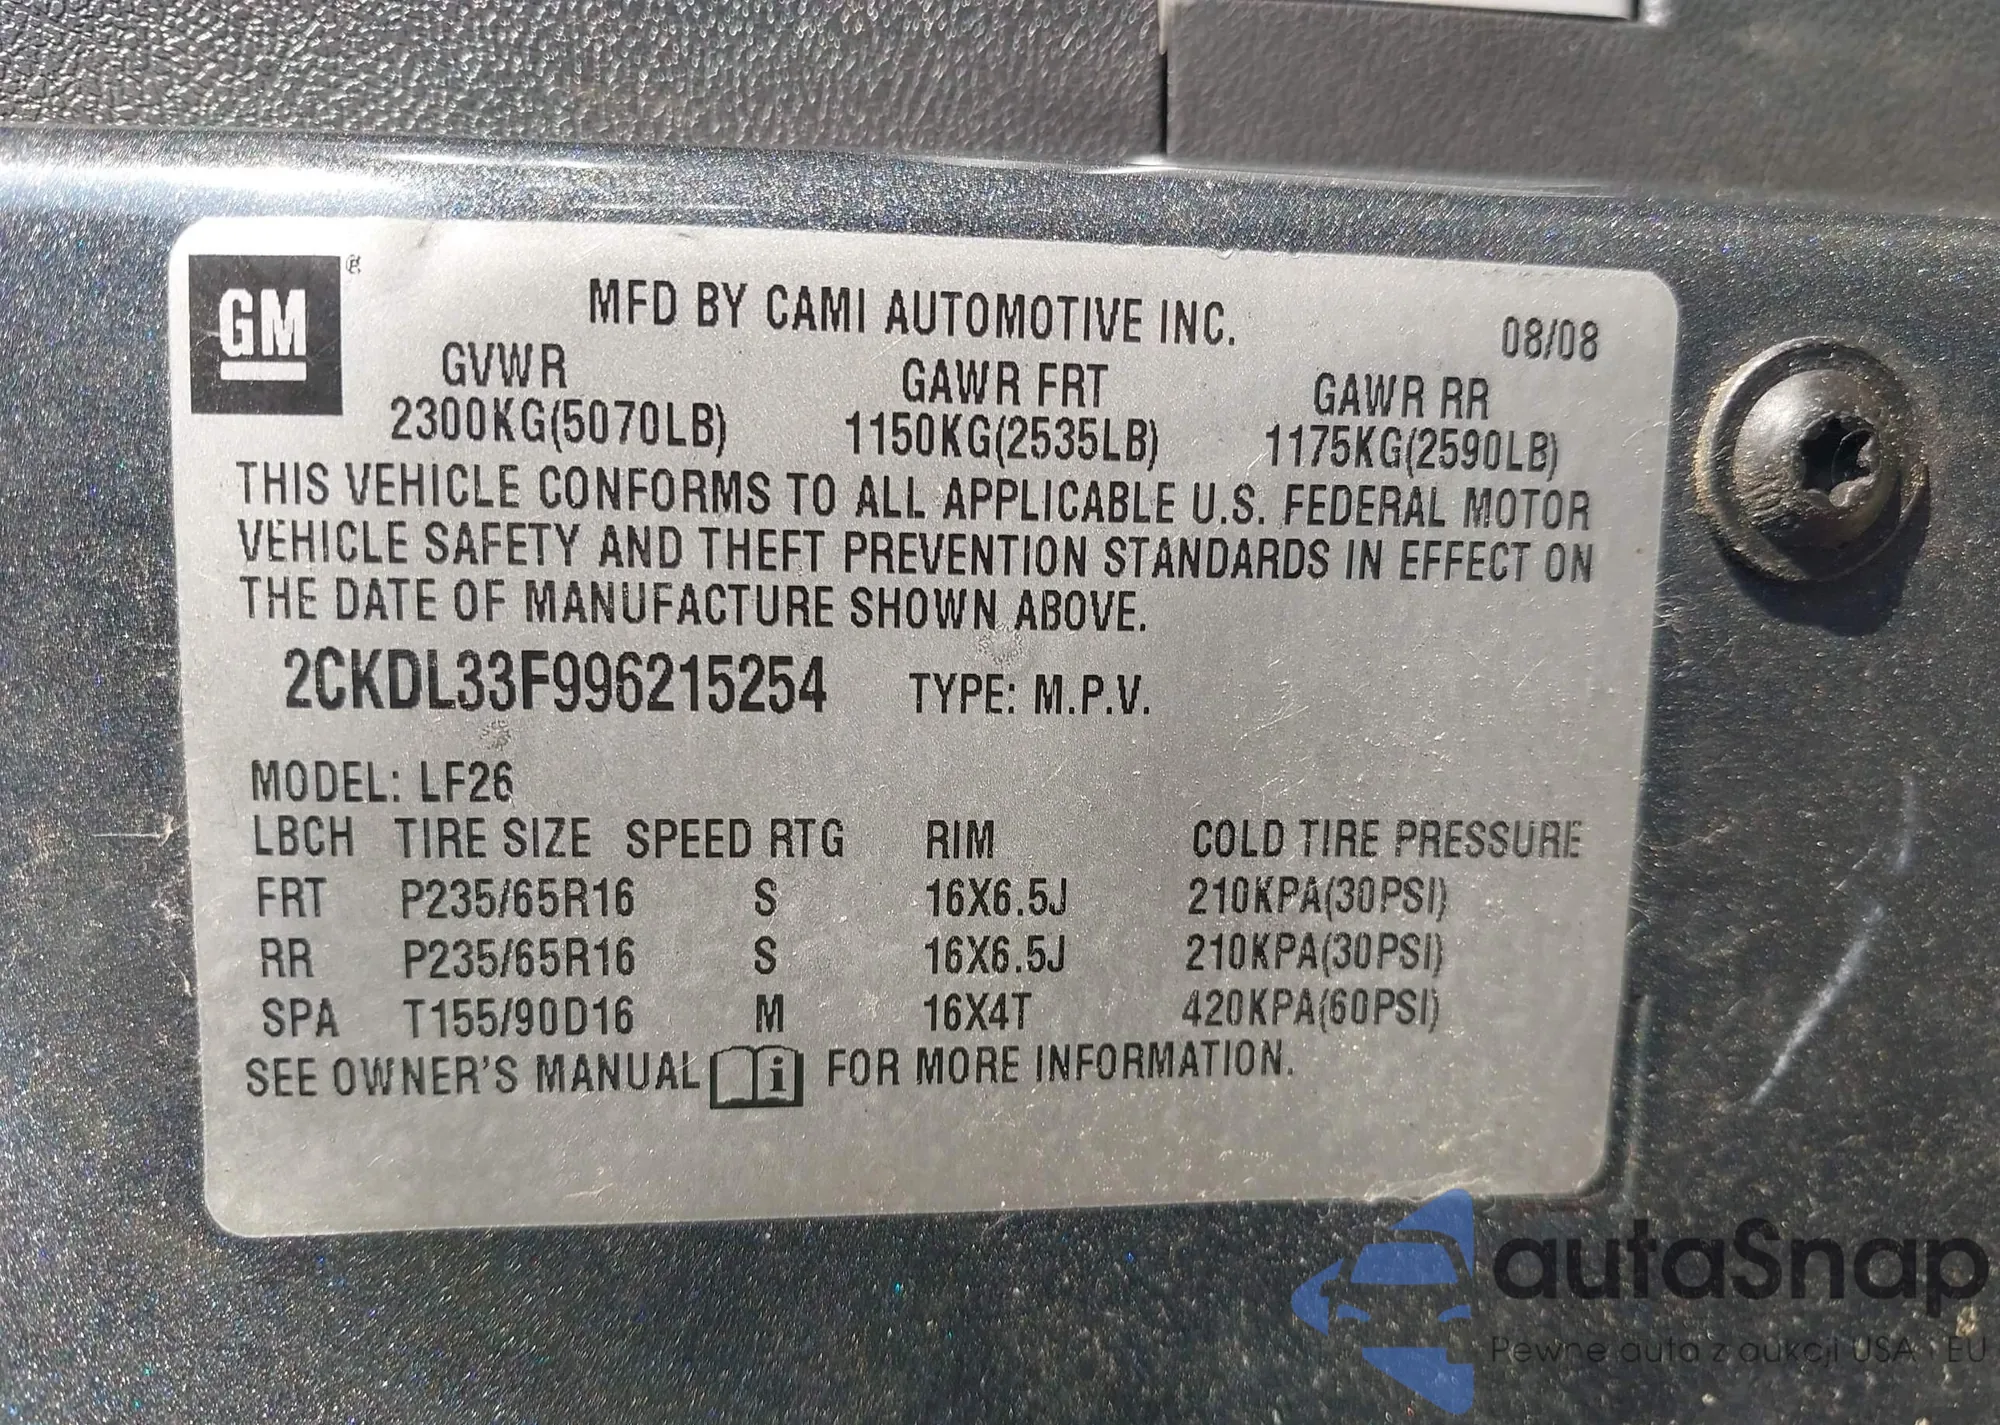 GM ®
MFD BY CAMI AUTOMOTIVE INC.
08/08
GVWR GAWR FRT GAWR RR
2300KG(5070LB) 1150KG(2535LB) 1175KG(2590LB)
THIS VEHICLE CONFORMS TO ALL APPLICABLE U.S. FEDERAL MOTOR
VEHICLE SAFETY AND THEFT PREVENTION STANDARDS IN EFFECT ON
THE DATE OF MANUFACTURE SHOWN ABOVE.
2CKDL33F996215254 TYPE: M.P.V.
MODEL: LF26
LBCH TIRE SIZE SPEED RTG RIM COLD TIRE PRESSURE
FRT P235/65R16 S 16X6.5J 210KPA(30PSI)
RR P235/65R16 S 16X6.5J 210KPA(30PSI)
SPA T155/90D16 M 16X4T 420KPA(60PSI)
SEE OWNER'S MANUAL i FOR MORE INFORMATION.
autaSnap
Pewne auta z aukcji USA i EU